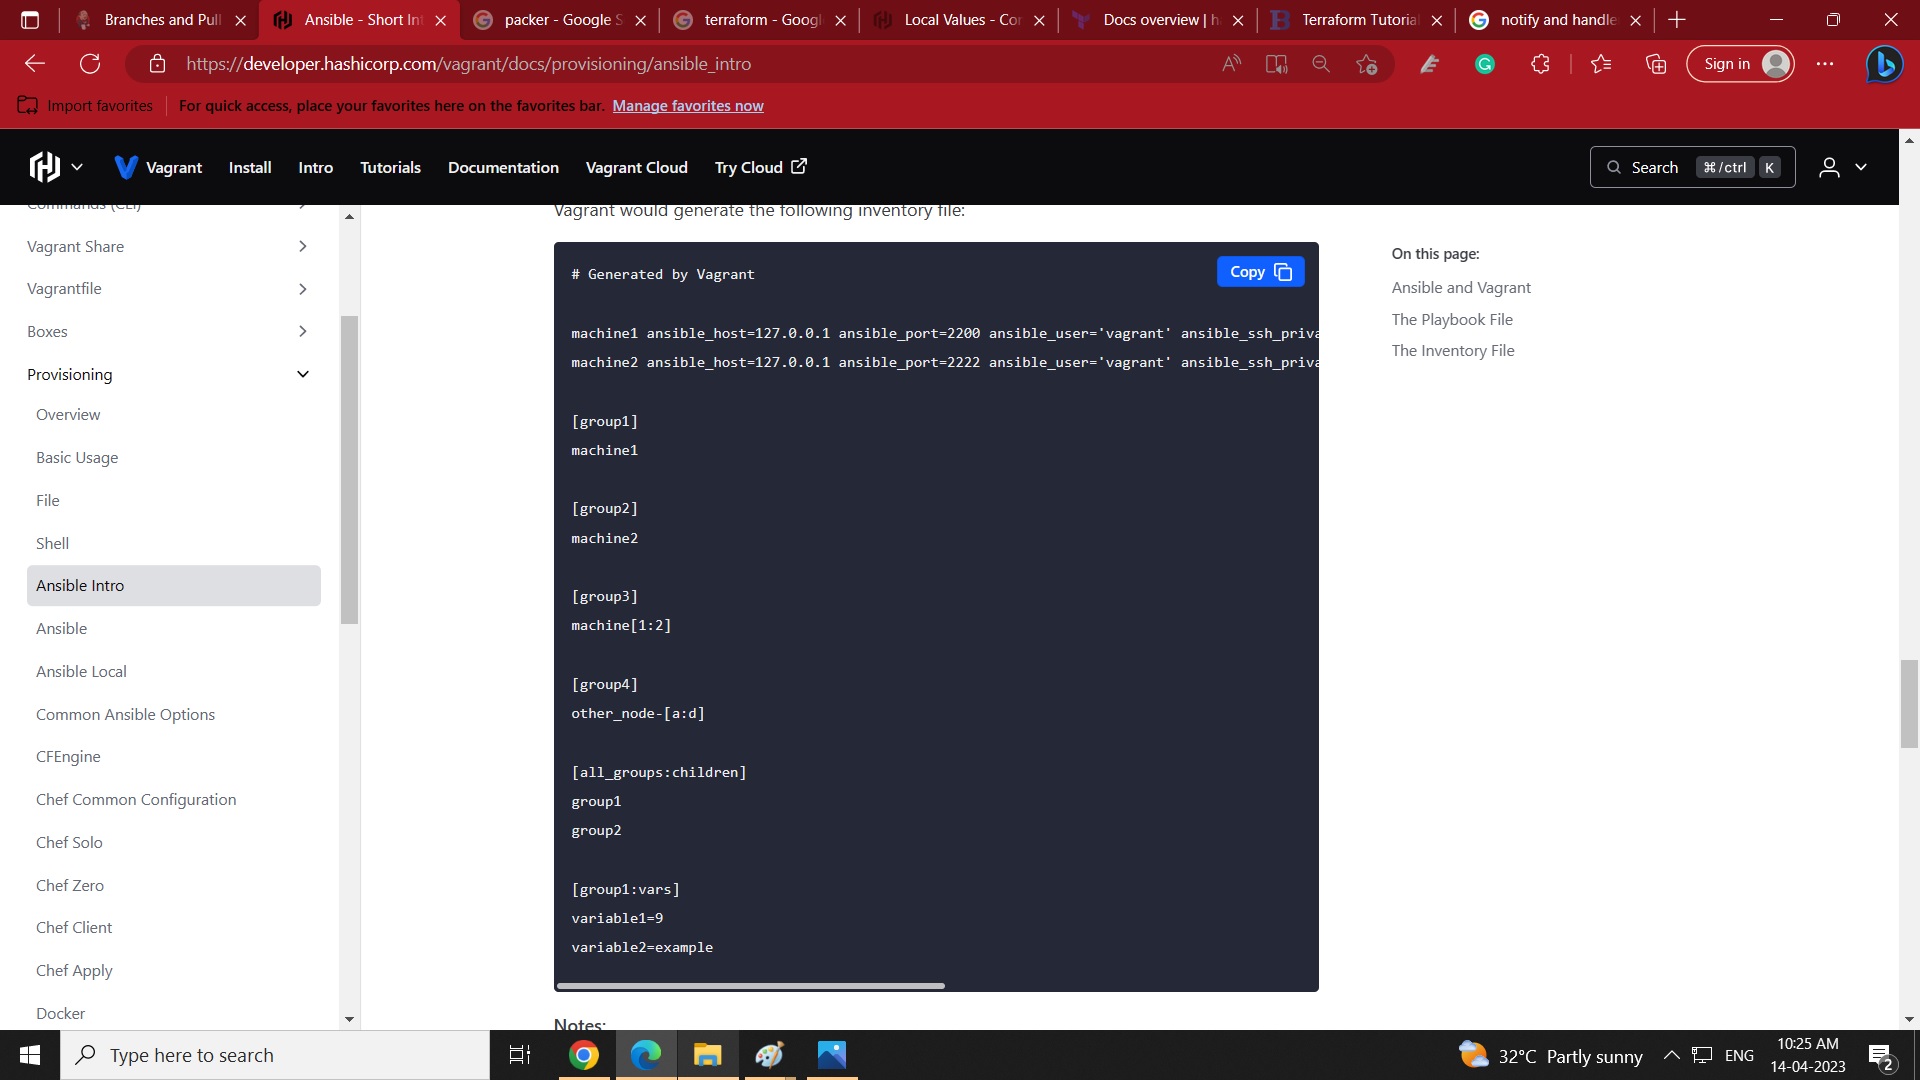 Branches and Pull
Ansible - Short Int
packer - Google S
terraform - Googl
Local Values - Con
Docs overview | h
Terraform Tutorial
notify and handle
https://developer.hashicorp.com/vagrant/docs/provisioning/ansible_intro
Sign in
Import favorites
For quick access, place your favorites here on the favorites bar. Manage favorites now
Vagrant
Install
Intro
Tutorials
Documentation
Vagrant Cloud
Try Cloud
Search
⌘/ctrl
K
Commands (CLI)
Vagrant Share
Vagrantfile
Boxes
Provisioning
Overview
Basic Usage
File
Shell
Ansible Intro
Ansible
Ansible Local
Common Ansible Options
CFEngine
Chef Common Configuration
Chef Solo
Chef Zero
Chef Client
Chef Apply
Docker
Vagrant would generate the following inventory file:
# Generated by Vagrant
Copy
machine1 ansible_host=127.0.0.1 ansible_port=2200 ansible_user='vagrant' ansible_ssh_priva
machine2 ansible_host=127.0.0.1 ansible_port=2222 ansible_user='vagrant' ansible_ssh_priva
[group1]
machine1
[group2]
machine2
[group3]
machine[1:2]
[group4]
other_node-[a:d]
[all_groups:children]
group1
group2
[group1:vars]
variable1=9
variable2=example
Notes:
On this page:
Ansible and Vagrant
The Playbook File
The Inventory File
Type here to search
32°C Partly sunny
ENG
10:25 AM
14-04-2023
2